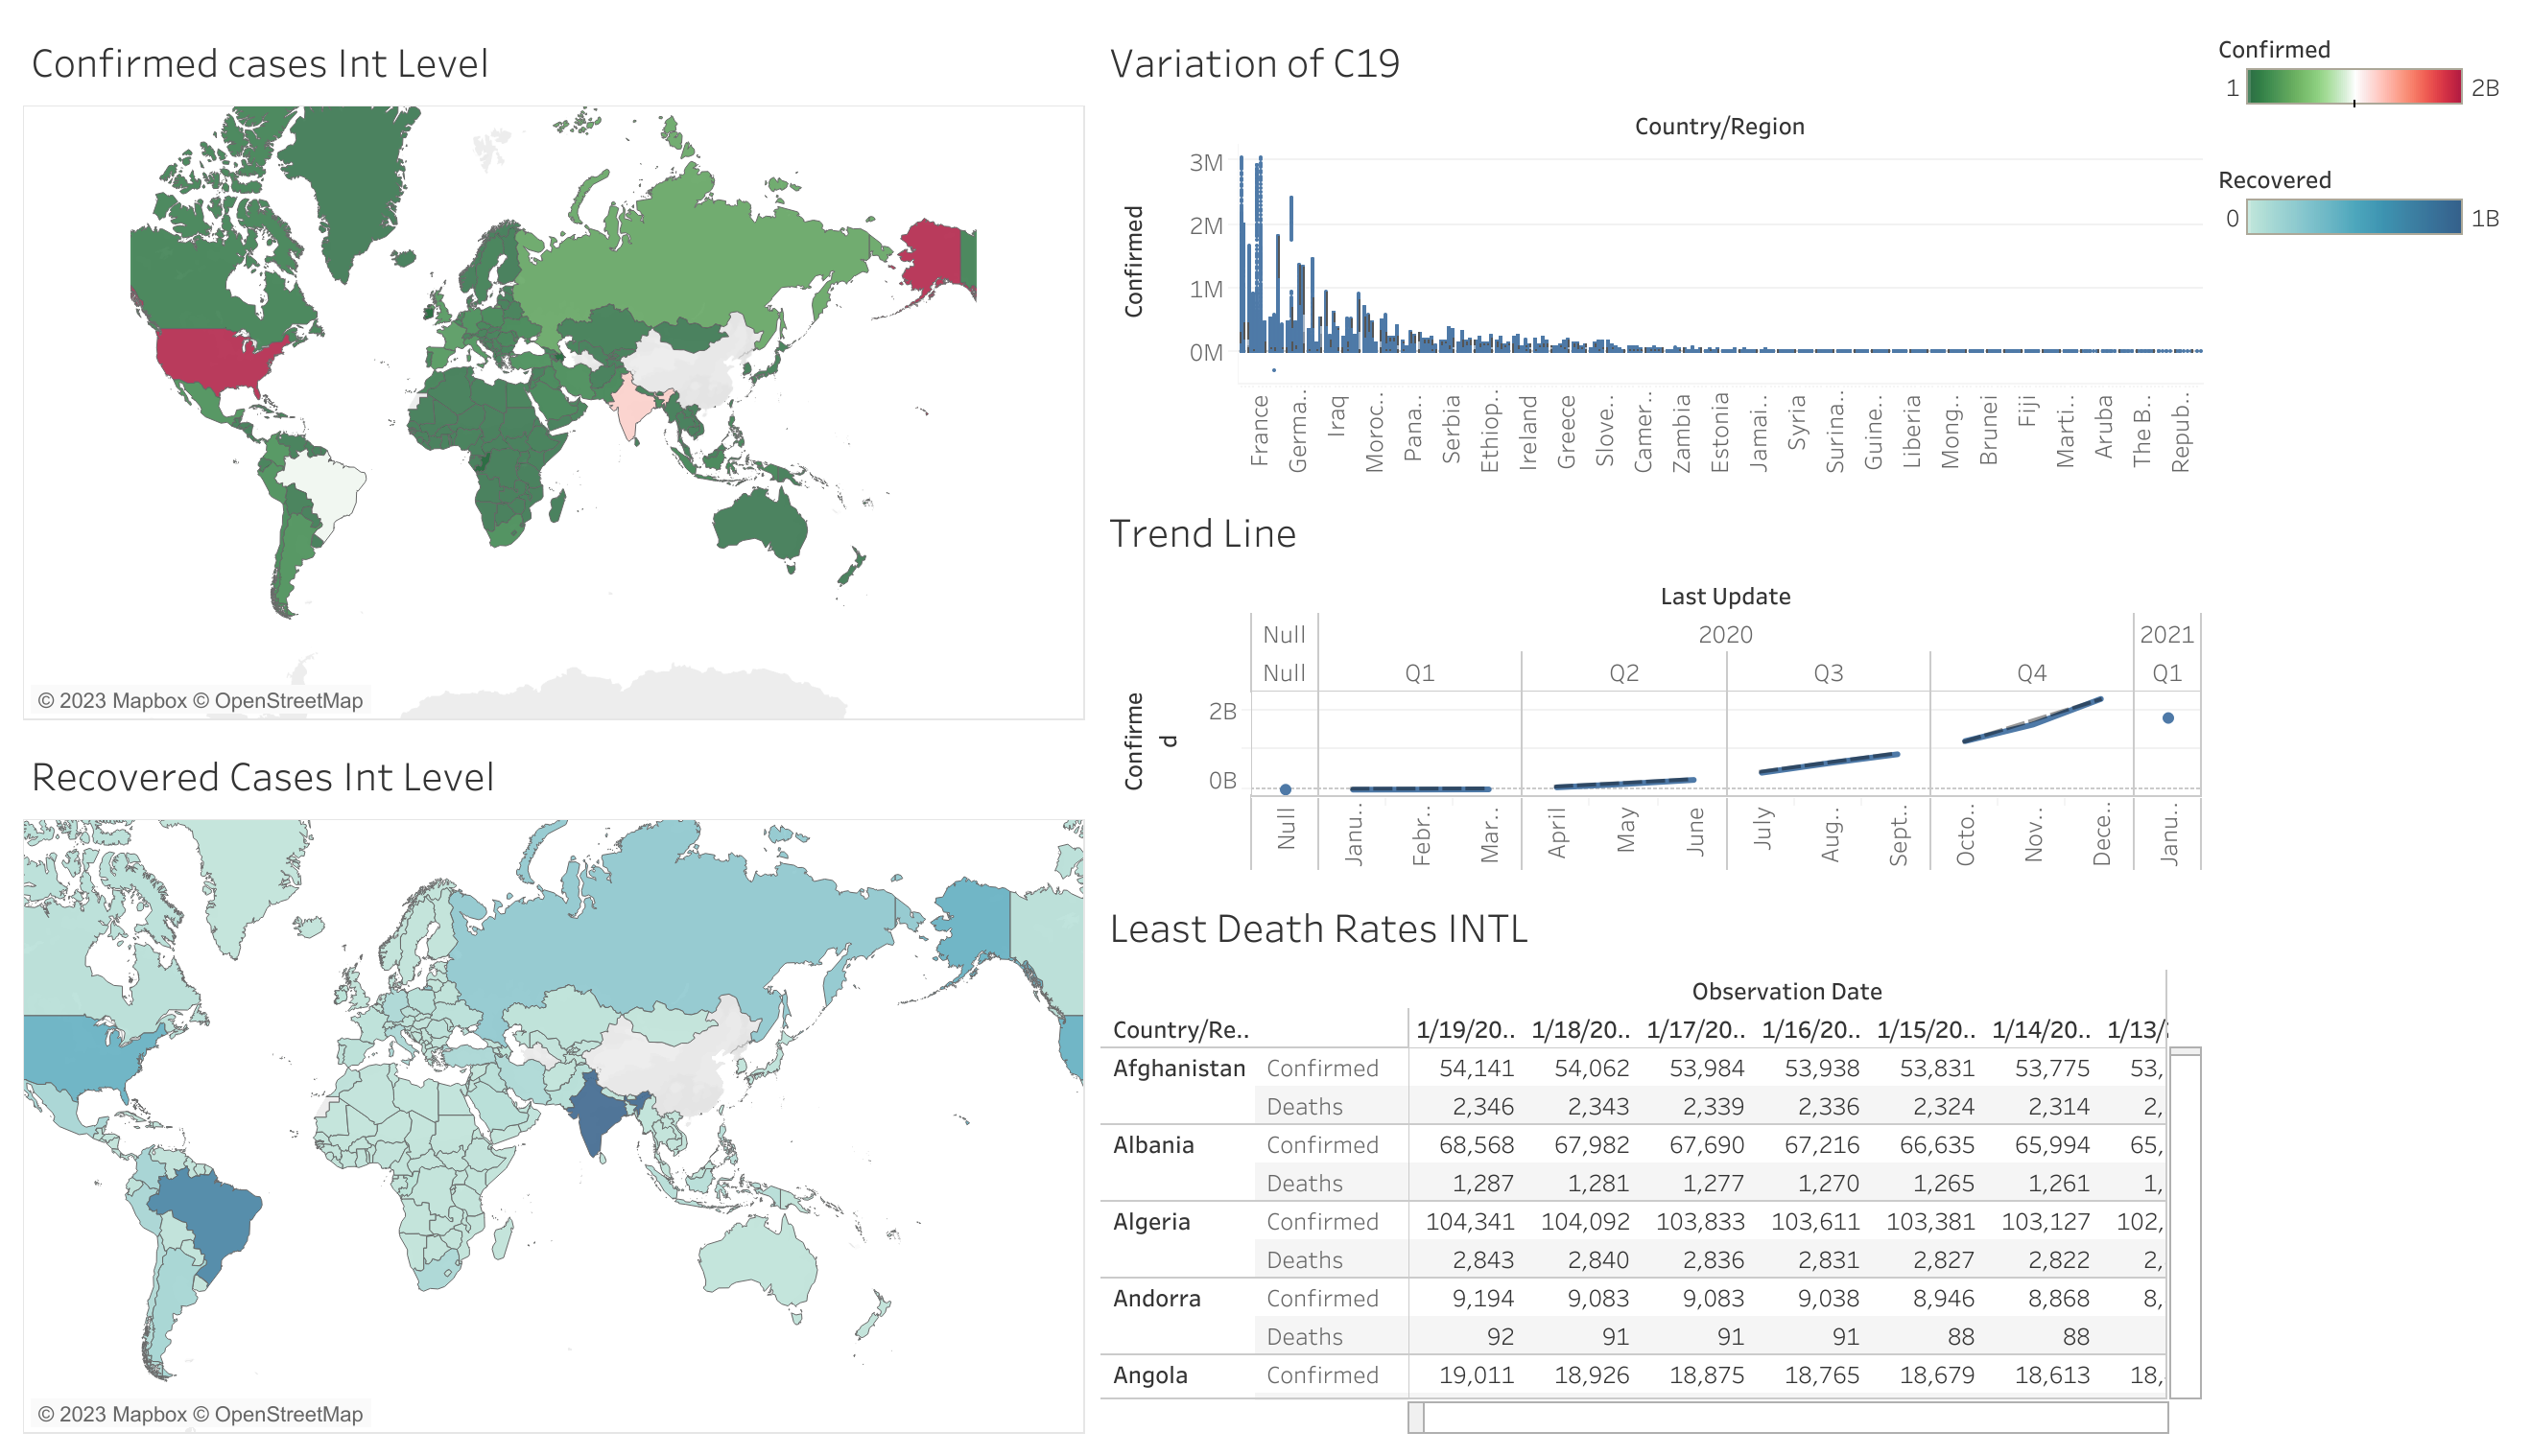 Confirmed cases Int Level
© 2023 Mapbox © OpenStreetMap
Recovered Cases Int Level
© 2023 Mapbox © OpenStreetMap
Variation of C19
Country/Region
Confirmed
3M
2M
1M
0M
France
Germa..
Iraq
Moroc..
Pana..
Serbia
Ethiop..
Ireland
Greece
Slove..
Camer..
Zambia
Estonia
Jamai..
Syria
Surina..
Guine..
Liberia
Mong..
Brunei
Fiji
Marti..
Aruba
The B..
Repub..
Confirmed
1 2B
Recovered
0 1B
Trend Line
Last Update
Null 2020 2021
Null Q1 Q2 Q3 Q4 Q1
Confirme
d
2B
0B
Null
Janu..
Febr..
Mar..
April
May
June
July
Aug..
Sept..
Octo..
Nov..
Dece..
Janu..
Least Death Rates INTL
Observation Date
Country/Re.. 1/19/20.. 1/18/20.. 1/17/20.. 1/16/20.. 1/15/20.. 1/14/20.. 1/13/
Afghanistan Confirmed 54,141 54,062 53,984 53,938 53,831 53,775 53,
Deaths 2,346 2,343 2,339 2,336 2,324 2,314 2,
Albania Confirmed 68,568 67,982 67,690 67,216 66,635 65,994 65,
Deaths 1,287 1,281 1,277 1,270 1,265 1,261 1,
Algeria Confirmed 104,341 104,092 103,833 103,611 103,381 103,127 102,
Deaths 2,843 2,840 2,836 2,831 2,827 2,822 2,
Andorra Confirmed 9,194 9,083 9,083 9,038 8,946 8,868 8,
Deaths 92 91 91 91 88 88
Angola Confirmed 19,011 18,926 18,875 18,765 18,679 18,613 18,